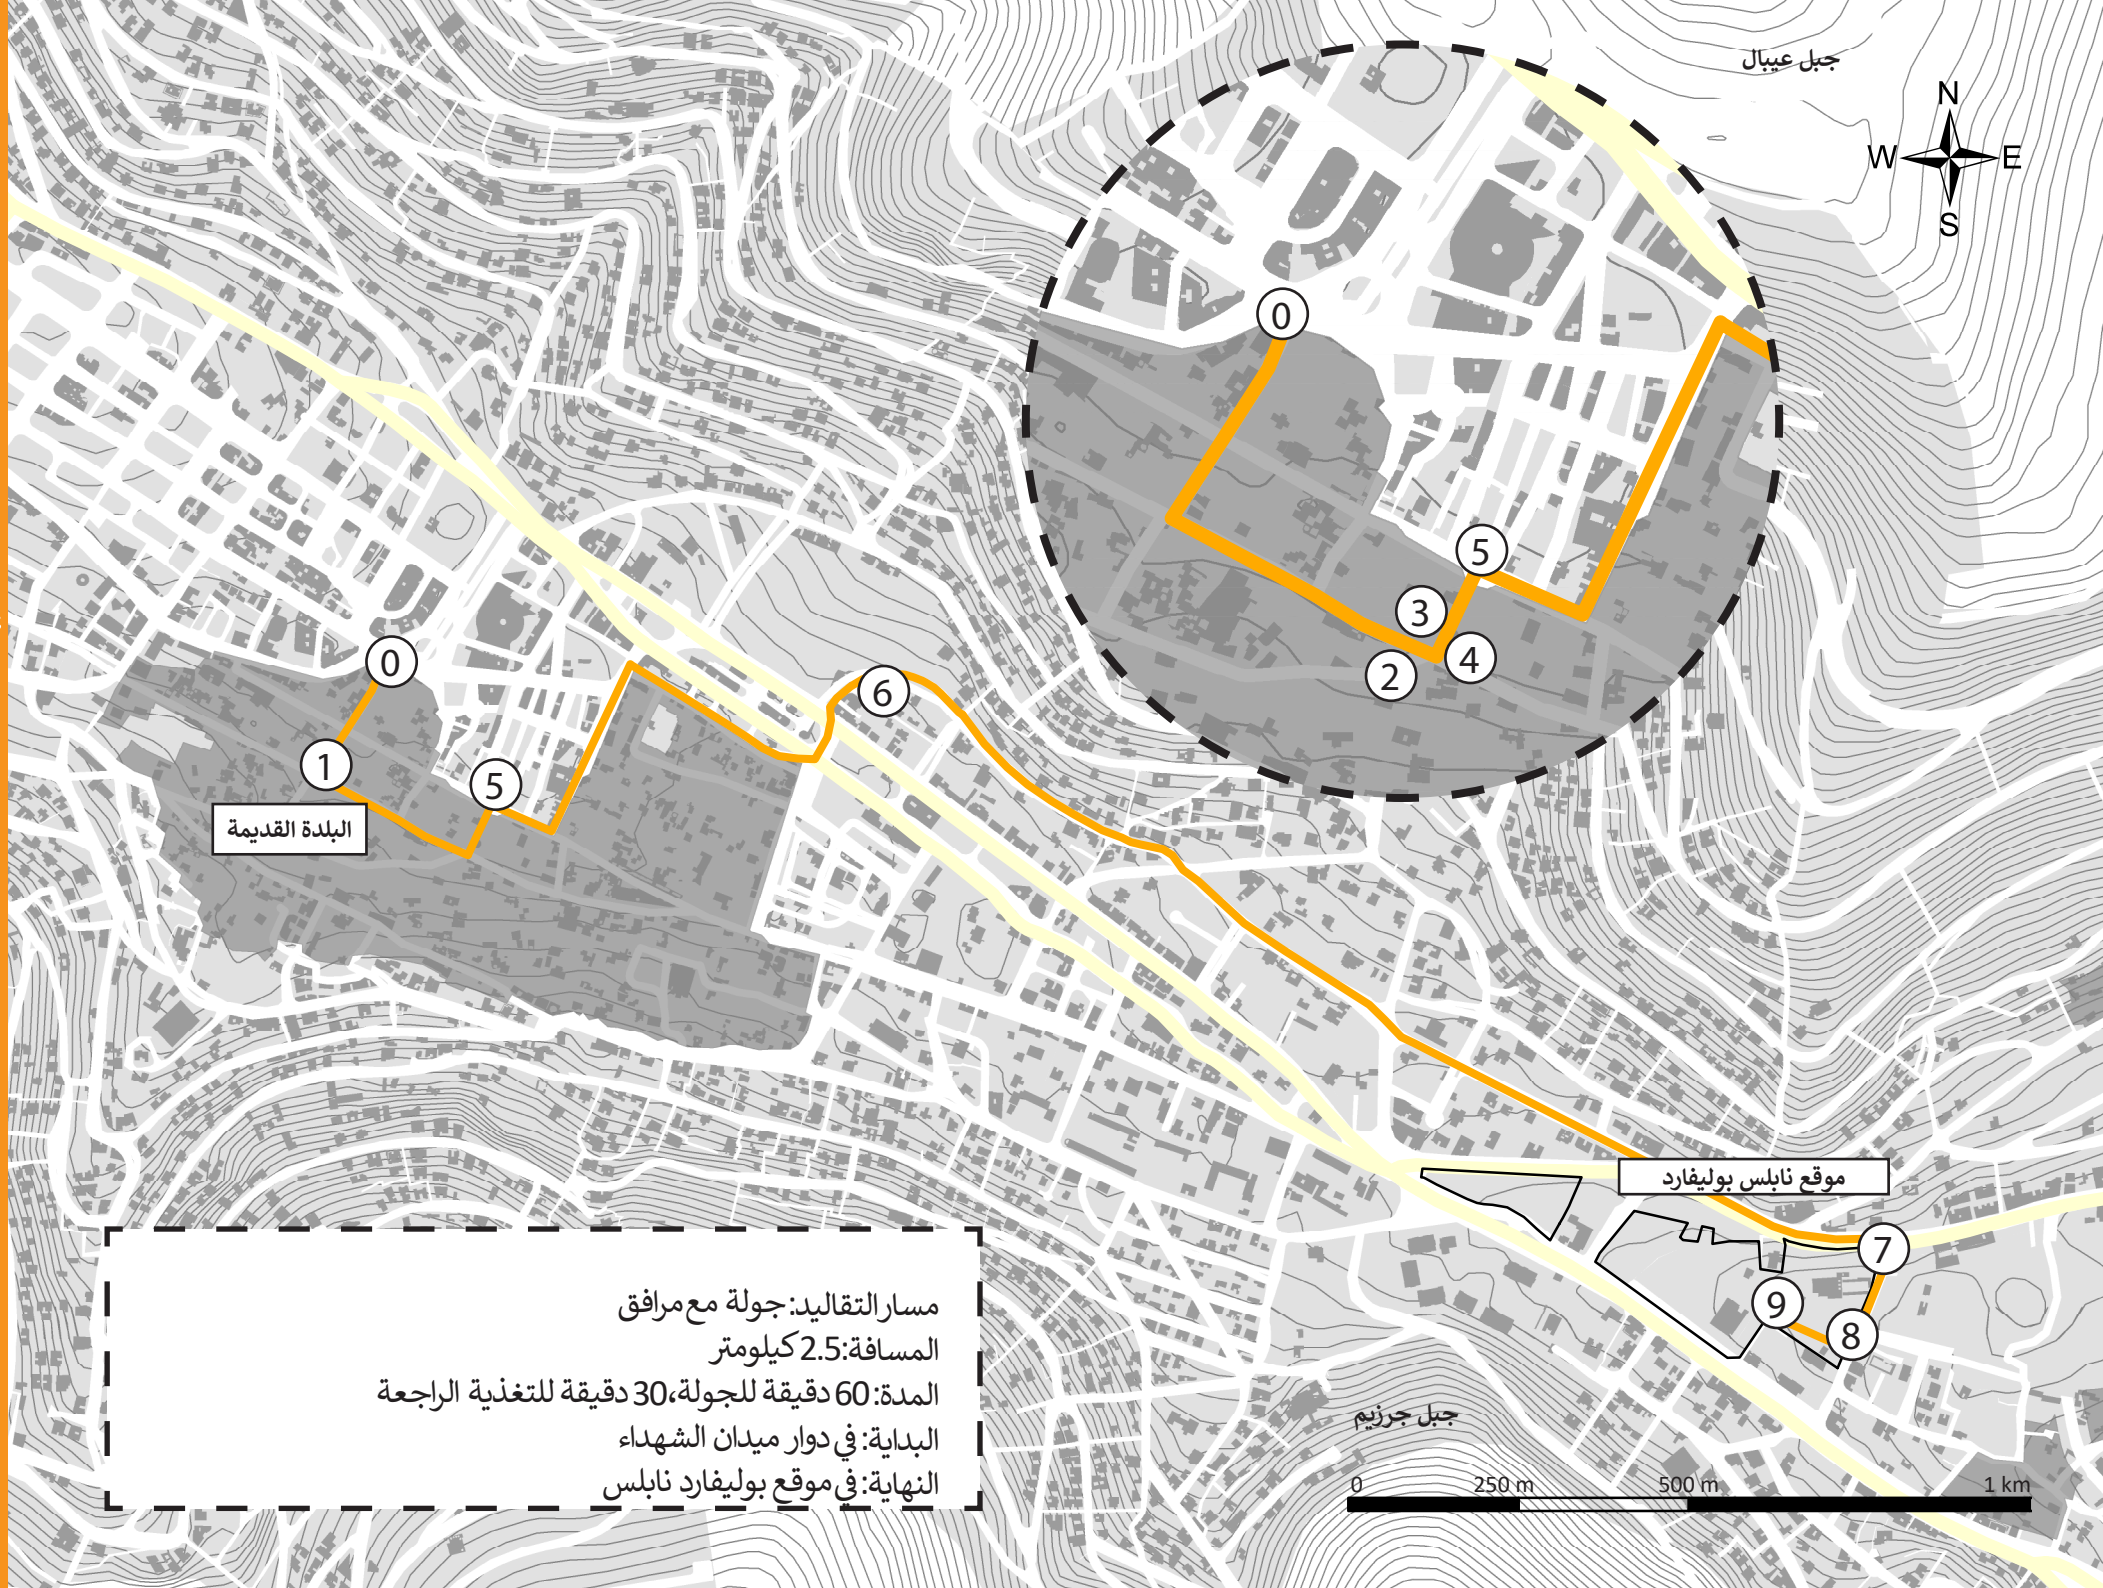 جبل عيبال
N
W
E
S
0
5
3
4
2
0
1
5
6
البلدة القديمة
موقع نابلس بوليفارد
7
9
8
مسار التقاليد: جولة مع مرافق
المسافة: 2.5 كيلومتر
المدة: 60 دقيقة للجولة، 30 دقيقة للتغذية الراجعة
البداية: في دوار ميدان الشهداء
النهاية: في موقع بوليفارد نابلس
جبل جرزيم
0 250 m 500 m 1 km